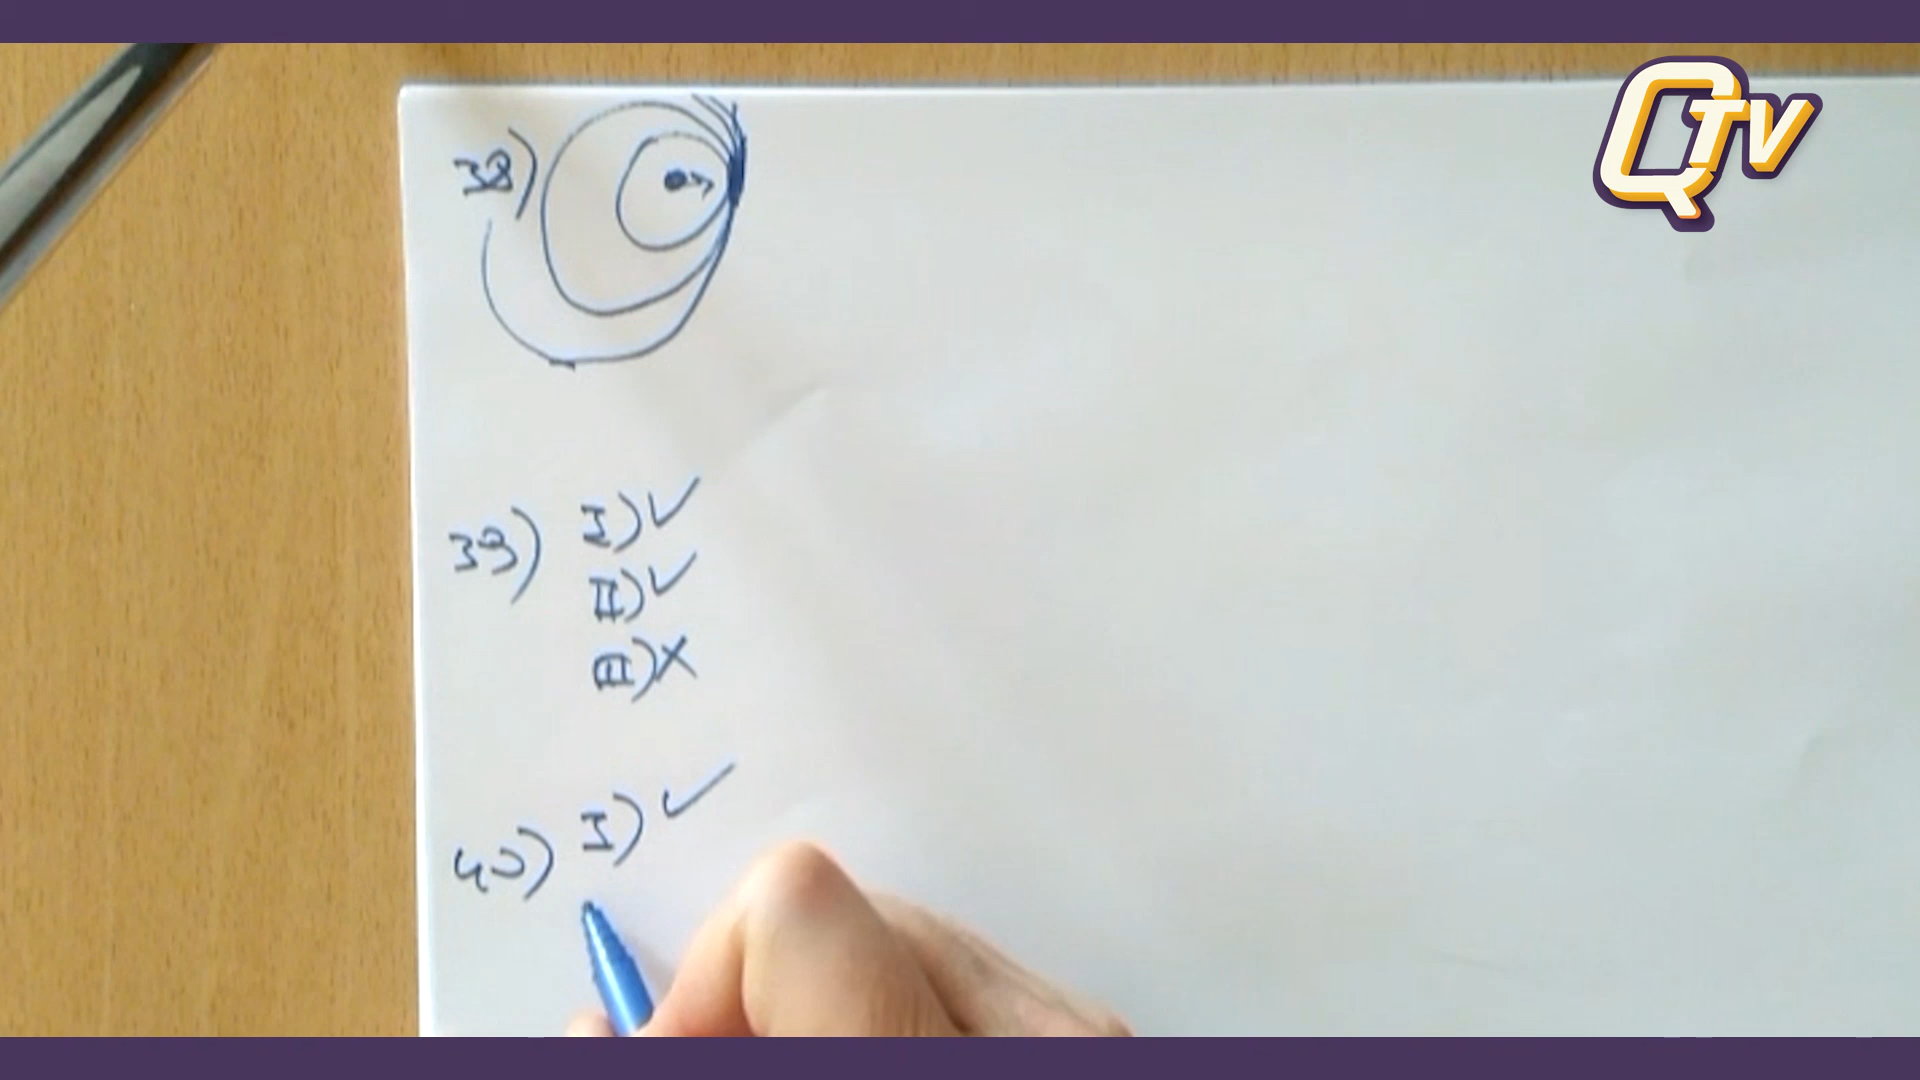 QTV
38)
39) I) ✓
II) ✓
III) X
40) I) ✓